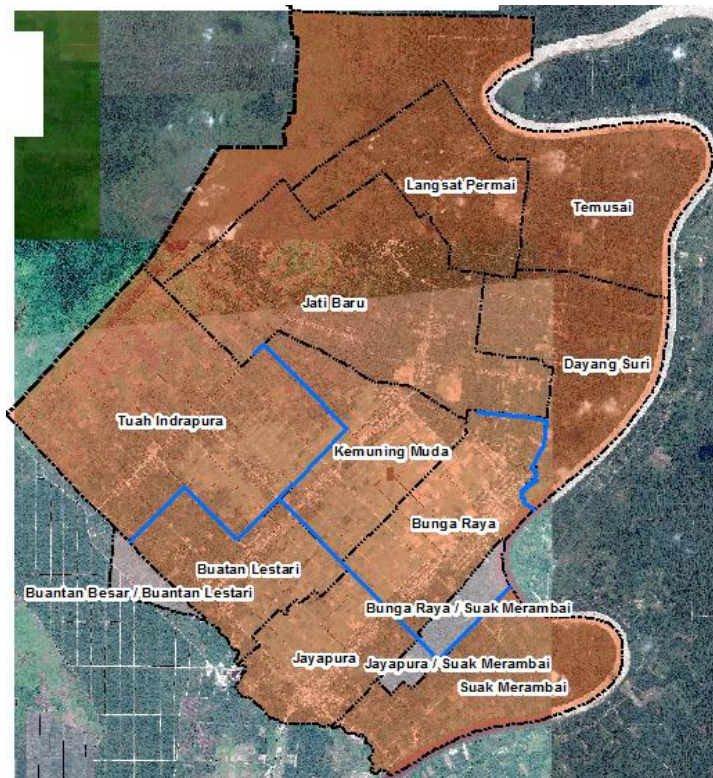 Langsat Permai
Temusai
Jati Baru
Dayang Suri
Tuah Indrapura
Kemuning Muda
Bunga Raya
Buatan Lestari
Buantan Besar / Buantan Lestari
Bunga Raya / Suak Merambai
Jayapura
Jayapura / Suak Merambai
Suak Merambai